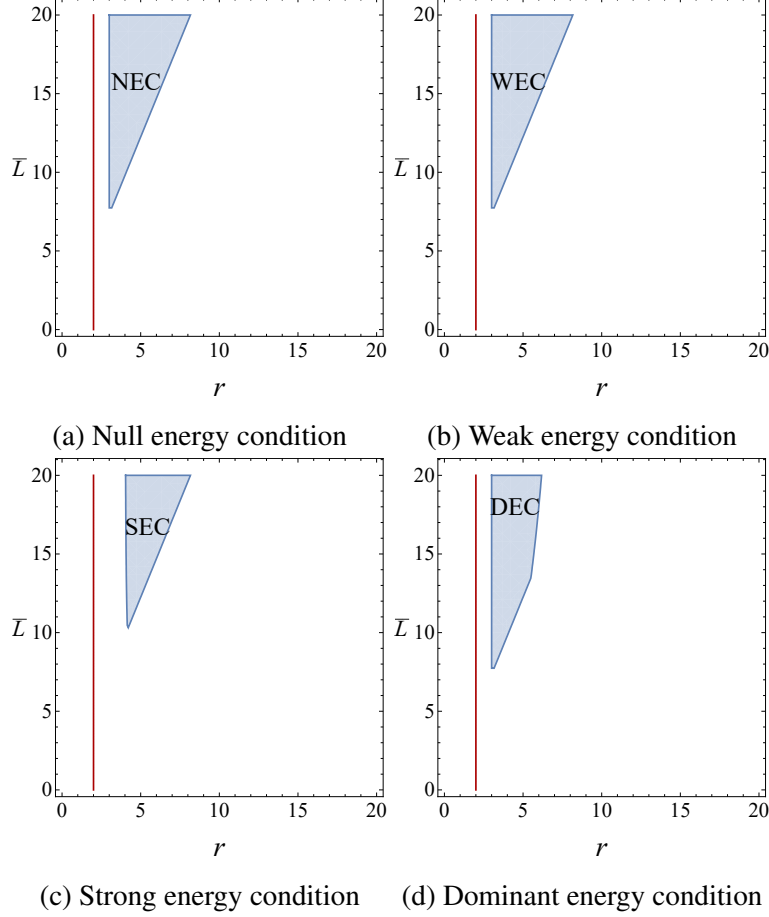 20
15
10
5
0
L̅
NEC
0 5 10 15 20
r
(a) Null energy condition
20
15
10
5
0
L̅
WEC
0 5 10 15 20
r
(b) Weak energy condition
20
15
10
5
0
L̅
SEC
0 5 10 15 20
r
(c) Strong energy condition
20
15
10
5
0
L̅
DEC
0 5 10 15 20
r
(d) Dominant energy condition